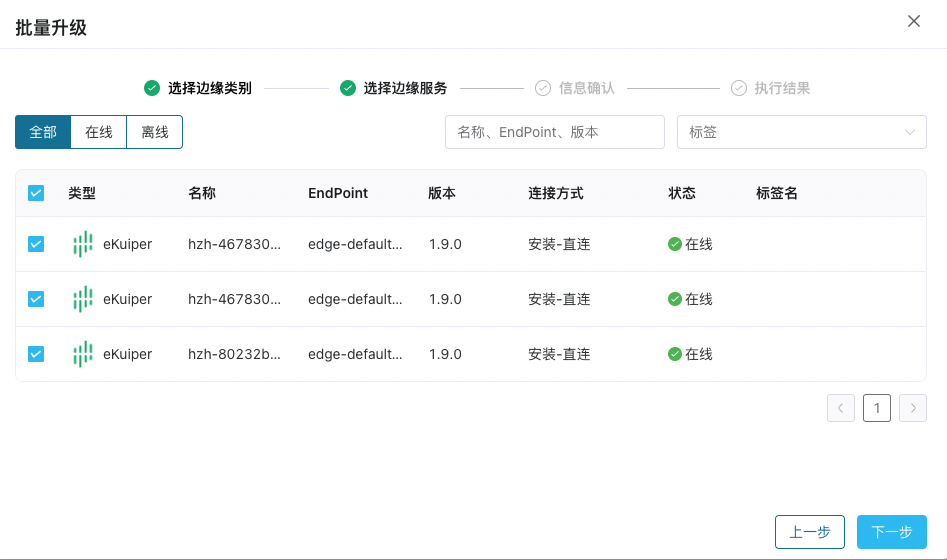 批量升级
选择边缘类别 选择边缘服务 信息确认 执行结果
全部 在线 离线 名称、EndPoint、版本 标签
类型 名称 EndPoint 版本 连接方式 状态 标签名
eKuiper hzh-467830... edge-default... 1.9.0 安装-直连 在线
eKuiper hzh-467830... edge-default... 1.9.0 安装-直连 在线
eKuiper hzh-80232b... edge-default... 1.9.0 安装-直连 在线
1
上一步 下一步